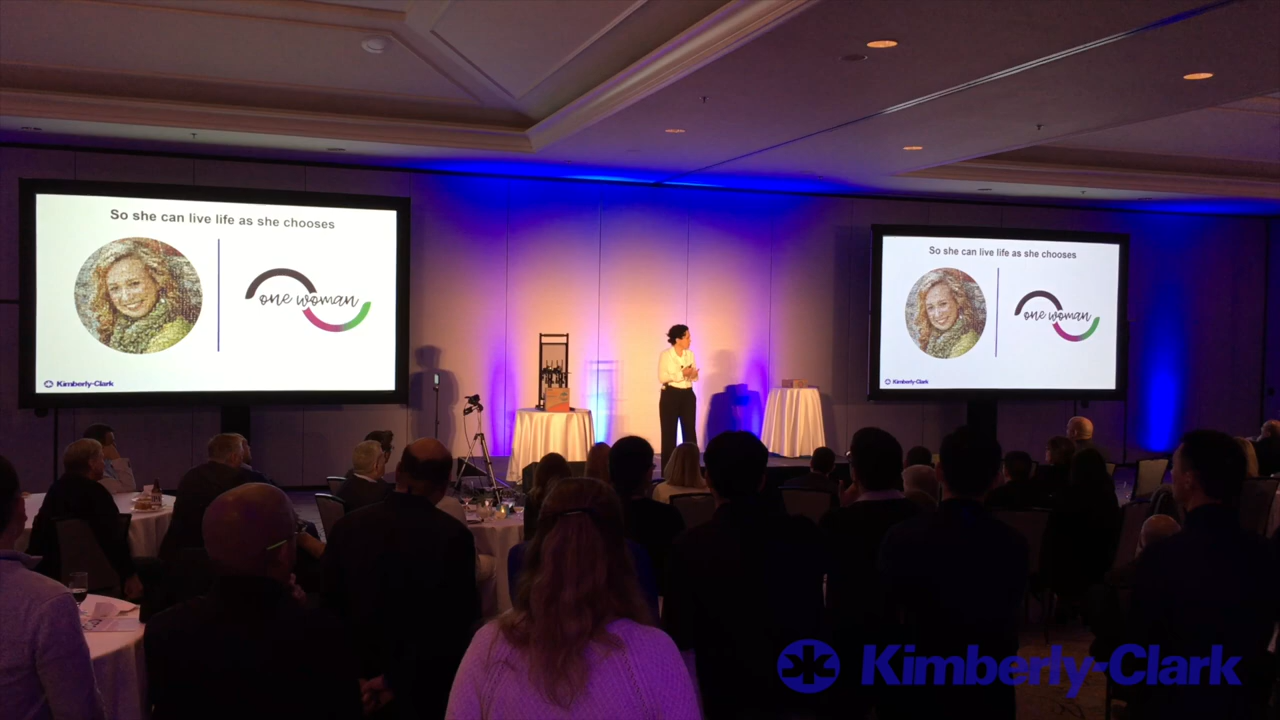 So she can live life as she chooses
one woman
Kimberly-Clark
So she can live life as she chooses
one woman
Kimberly-Clark
Kimberly-Clark